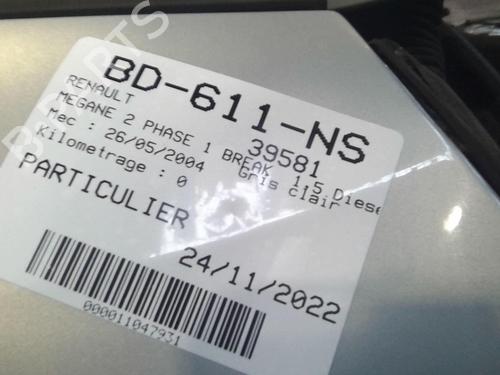 BD-611-NS
RENAULT
39581
MEGANE 2 PHASE 1 BREAK 1.5 Diese
Mec : 26/05/2004 Gris clair
Kilometrage : 0
PARTICULIER
24/11/2022
000011047931